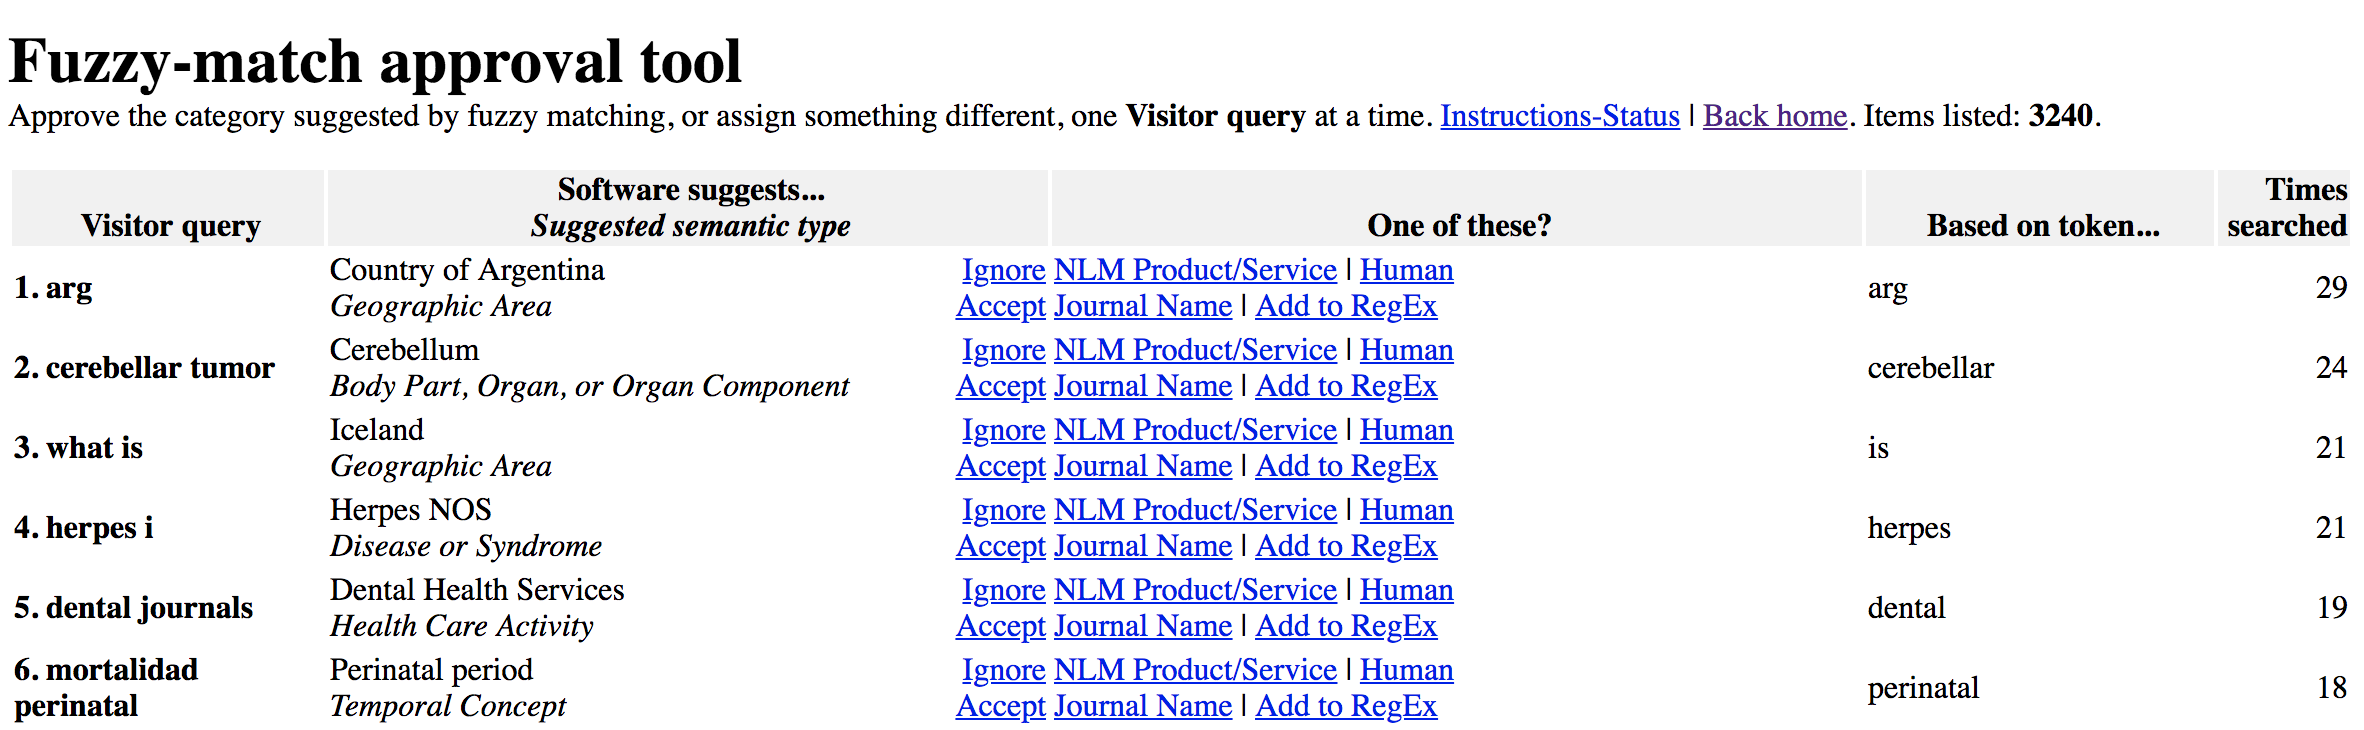 Fuzzy-match approval tool
Approve the category suggested by fuzzy matching, or assign something different, one Visitor query at a time. Instructions-Status | Back home. Items listed: 3240.
Visitor query Software suggests... Suggested semantic type One of these? Based on token... Times searched
1. arg Country of Argentina Ignore NLM Product/Service | Human arg 29
Geographic Area Accept Journal Name | Add to RegEx
2. cerebellar tumor Cerebellum Ignore NLM Product/Service | Human cerebellar 24
Body Part, Organ, or Organ Component Accept Journal Name | Add to RegEx
3. what is Iceland Ignore NLM Product/Service | Human is 21
Geographic Area Accept Journal Name | Add to RegEx
4. herpes i Herpes NOS Ignore NLM Product/Service | Human herpes 21
Disease or Syndrome Accept Journal Name | Add to RegEx
5. dental journals Dental Health Services Ignore NLM Product/Service | Human dental 19
Health Care Activity Accept Journal Name | Add to RegEx
6. mortalidad Perinatal period Ignore NLM Product/Service | Human perinatal 18
perinatal Temporal Concept Accept Journal Name | Add to RegEx